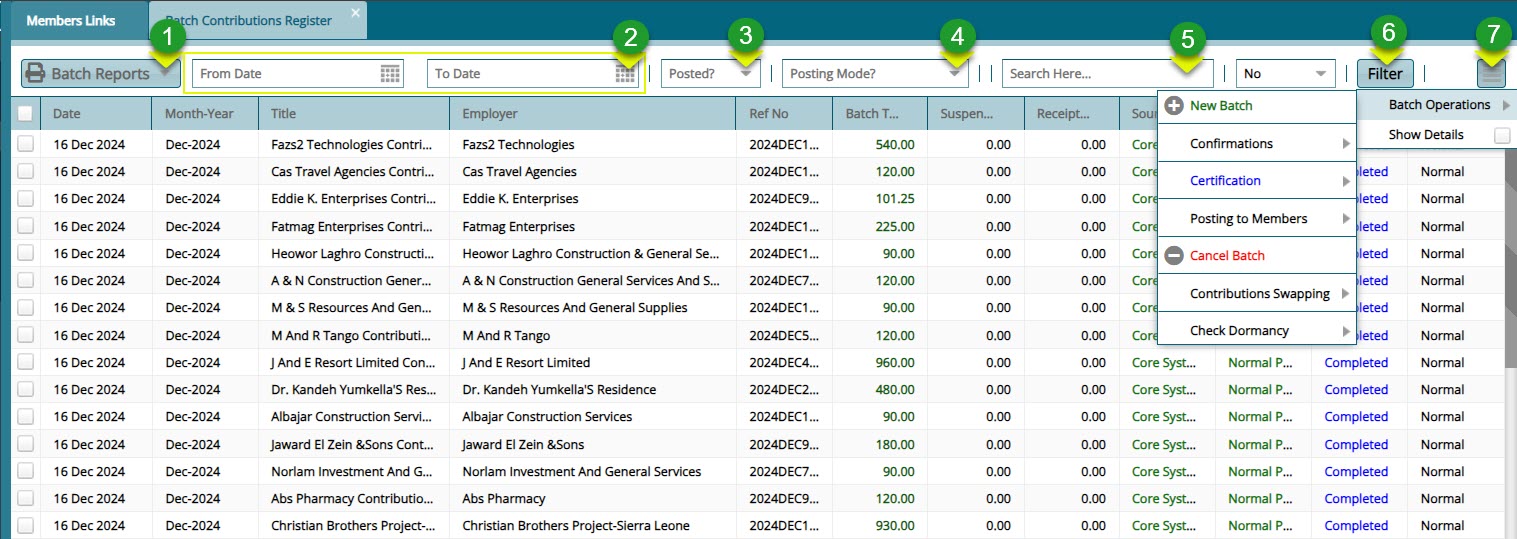 Members Links
Batch Contributions Register
1 2 3 4 5 6 7
Batch Reports From Date To Date Posted? Posting Mode? Search Here... No Filter
Date Month-Year Title Employer Ref No Batch T... Suspen... Receipt... Sour
New Batch
Confirmations
Certification
Posting to Members
Cancel Batch
Contributions Swapping
Check Dormancy
Batch Operations
Show Details
16 Dec 2024 Dec-2024 Fazs2 Technologies Contri... Fazs2 Technologies 2024DEC1... 540.00 0.00 0.00 Core
16 Dec 2024 Dec-2024 Cas Travel Agencies Contri... Cas Travel Agencies 2024DEC1... 120.00 0.00 0.00 Core pleted Normal
16 Dec 2024 Dec-2024 Eddie K. Enterprises Contri... Eddie K. Enterprises 2024DEC9... 101.25 0.00 0.00 Core pleted Normal
16 Dec 2024 Dec-2024 Fatmag Enterprises Contri... Fatmag Enterprises 2024DEC1... 225.00 0.00 0.00 Core pleted Normal
16 Dec 2024 Dec-2024 Heowor Laghro Constructi... Heowor Laghro Construction & General Se... 2024DEC1... 90.00 0.00 0.00 Core pleted Normal
16 Dec 2024 Dec-2024 A & N Construction Gener... A & N Construction General Services And S... 2024DEC7... 120.00 0.00 0.00 Core pleted Normal
16 Dec 2024 Dec-2024 M & S Resources And Gen... M & S Resources And General Supplies 2024DEC1... 90.00 0.00 0.00 Core pleted Normal
16 Dec 2024 Dec-2024 M And R Tango Contributi... M And R Tango 2024DEC5... 120.00 0.00 0.00 Core pleted Normal
16 Dec 2024 Dec-2024 J And E Resort Limited Con... J And E Resort Limited 2024DEC4... 960.00 0.00 0.00 Core Syst... Normal P... Completed Normal
16 Dec 2024 Dec-2024 Dr. Kandeh Yumkella'S Res... Dr. Kandeh Yumkella'S Residence 2024DEC2... 480.00 0.00 0.00 Core Syst... Normal P... Completed Normal
16 Dec 2024 Dec-2024 Albajar Construction Servi... Albajar Construction Services 2024DEC1... 90.00 0.00 0.00 Core Syst... Normal P... Completed Normal
16 Dec 2024 Dec-2024 Jaward El Zein &Sons Cont... Jaward El Zein &Sons 2024DEC9... 180.00 0.00 0.00 Core Syst... Normal P... Completed Normal
16 Dec 2024 Dec-2024 Norlam Investment And G... Norlam Investment And General Services 2024DEC7... 90.00 0.00 0.00 Core Syst... Normal P... Completed Normal
16 Dec 2024 Dec-2024 Abs Pharmacy Contributio... Abs Pharmacy 2024DEC9... 120.00 0.00 0.00 Core Syst... Normal P... Completed Normal
16 Dec 2024 Dec-2024 Christian Brothers Project-... Christian Brothers Project-Sierra Leone 2024DEC1... 930.00 0.00 0.00 Core Syst... Normal P... Completed Normal